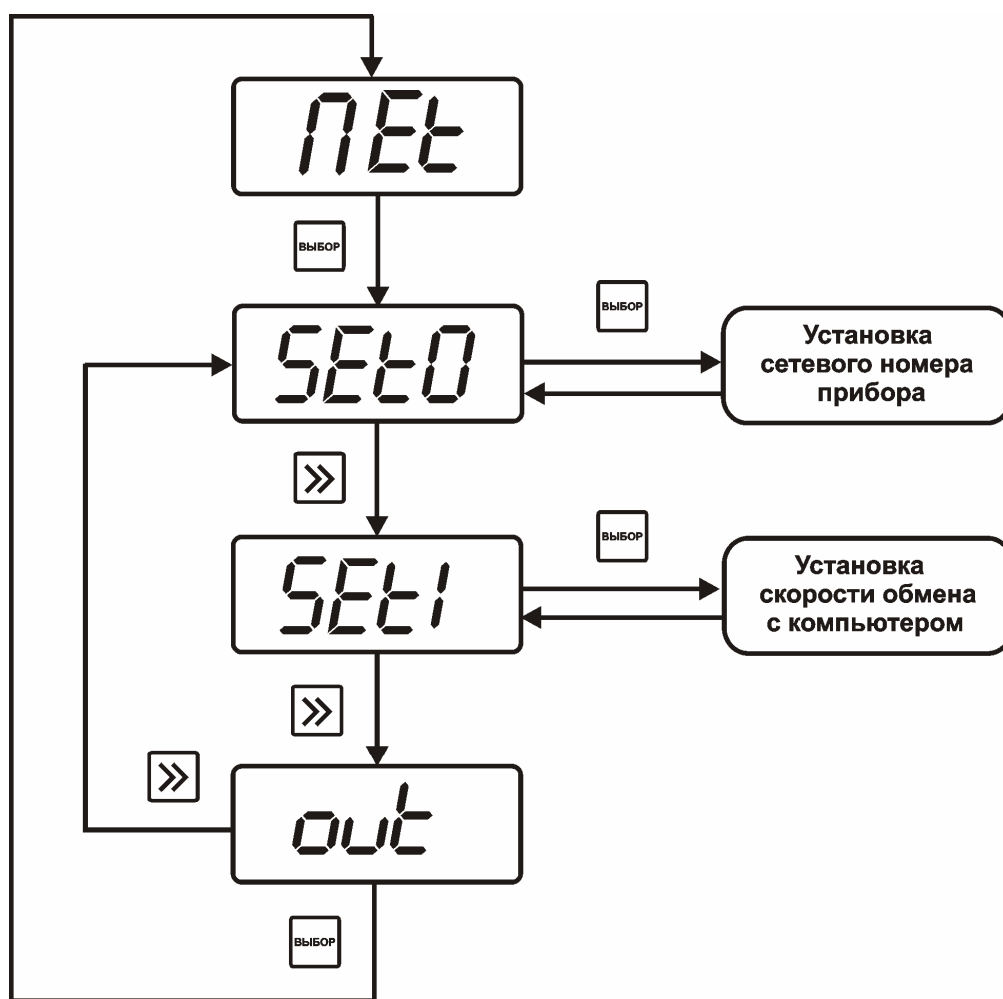 nEt
ВЫБОР
SEt0
ВЫБОР
Установка
сетевого номера
прибора
>>
SEt1
ВЫБОР
Установка
скорости обмена
с компьютером
>>
>>
out
ВЫБОР